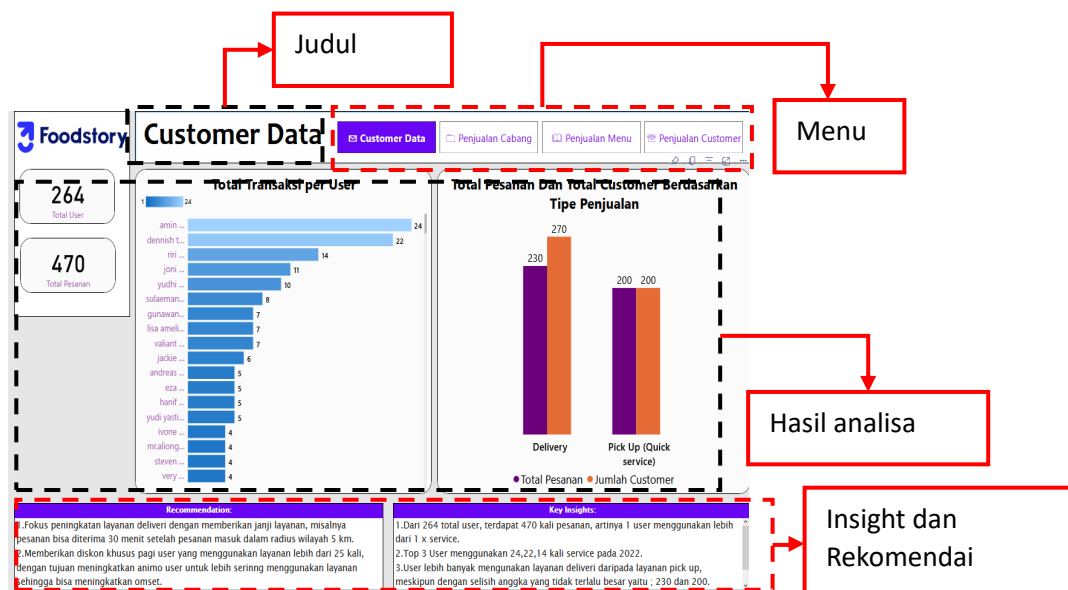 Judul
Menu
Foodstory
Customer Data
Customer Data
Penjualan Cabang
Penjualan Menu
Penjualan Customer
264
Total User
470
Total Pesanan
Total Transaksi per User
1 24
amin ... 24
dennish t... 22
riri ... 14
joni ... 11
yudhi ... 10
sulaeman... 8
gunawan... 7
lisa ameli... 7
valiant ... 7
jackie ... 6
andreas ... 5
eza ... 5
hanif ... 5
yudi yasti... 5
ivone ... 4
mr.aliong... 4
steven ... 4
very ... 4
Total Pesanan Dan Total Customer Berdasarkan
Tipe Penjualan
270
230
200 200
Delivery
Pick Up (Quick
service)
Total Pesanan Jumlah Customer
Hasil analisa
Recommendation:
1.Fokus peningkatan layanan deliveri dengan memberikan janji layanan, misalnya
pesanan bisa diterima 30 menit setelah pesanan masuk dalam radius wilayah 5 km.
2.Memberikan diskon khusus pagi user yang menggunakan layanan lebih dari 25 kali,
dengan tujuan meningkatkan animo user untuk lebih serinng menggunakan layanan
sehingga bisa meningkatkan omset.
Key Insights:
1.Dari 264 total user, terdapat 470 kali pesanan, artinya 1 user menggunakan lebih
dari 1 x service.
2.Top 3 User menggunakan 24,22,14 kali service pada 2022.
3.User lebih banyak mengunakan layanan deliveri daripada layanan pick up,
meskipun dengan selisih anggka yang tidak terlalu besar yaitu ; 230 dan 200.
Insight dan
Rekomendai